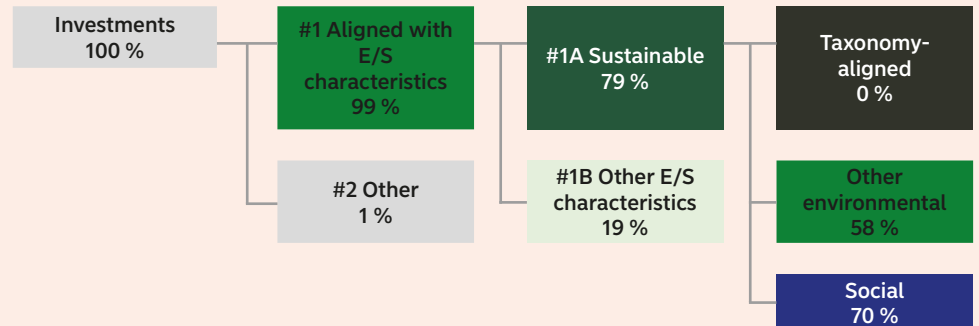 Investments
100 %
#1 Aligned with
E/S
characteristics
99 %
#1A Sustainable
79 %
Taxonomy-
aligned
0 %
#2 Other
1 %
#1B Other E/S
characteristics
19 %
Other
environmental
58 %
Social
70 %